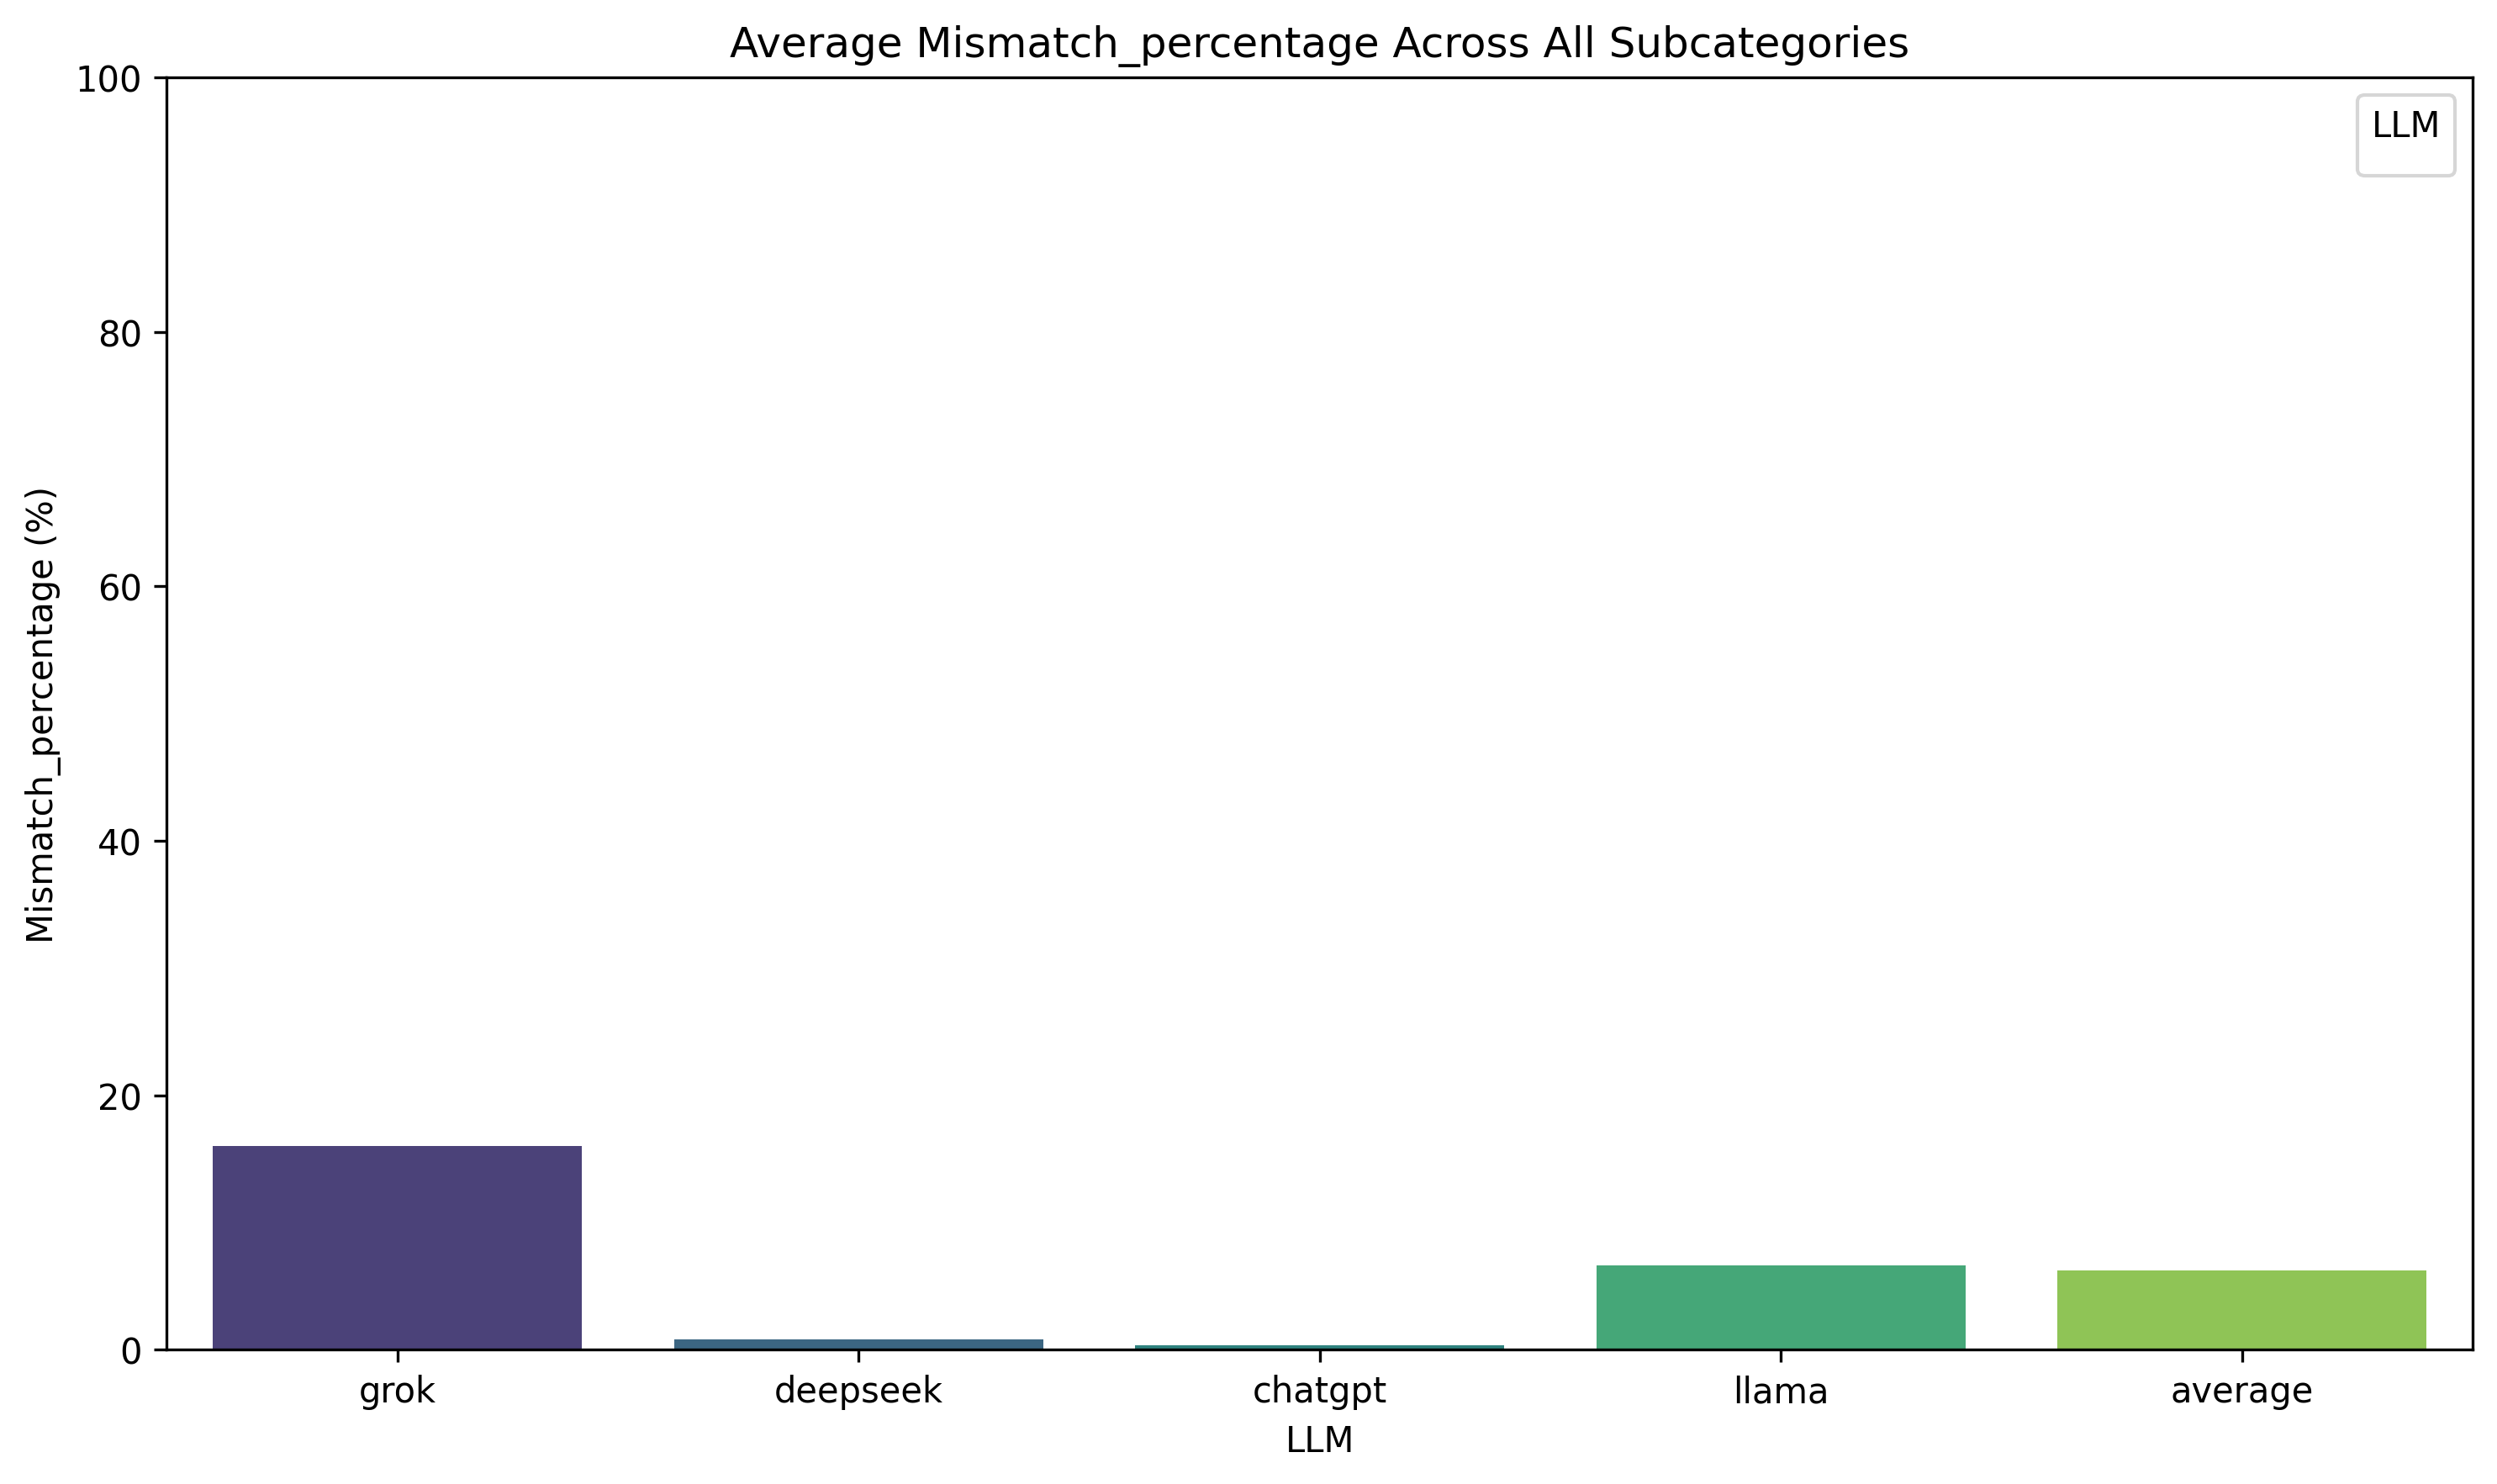 Average Mismatch_percentage Across All Subcategories
LLM
Mismatch_percentage (%)
100
80
60
40
20
0
grok
deepseek
chatgpt
llama
average
LLM